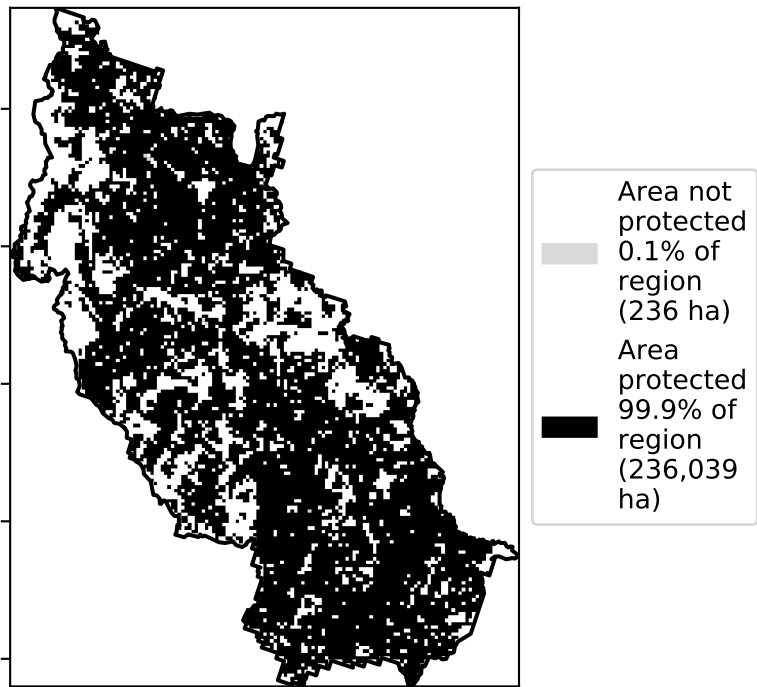 Area not
protected
0.1% of
region
(236 ha)
Area
protected
99.9% of
region
(236,039
ha)